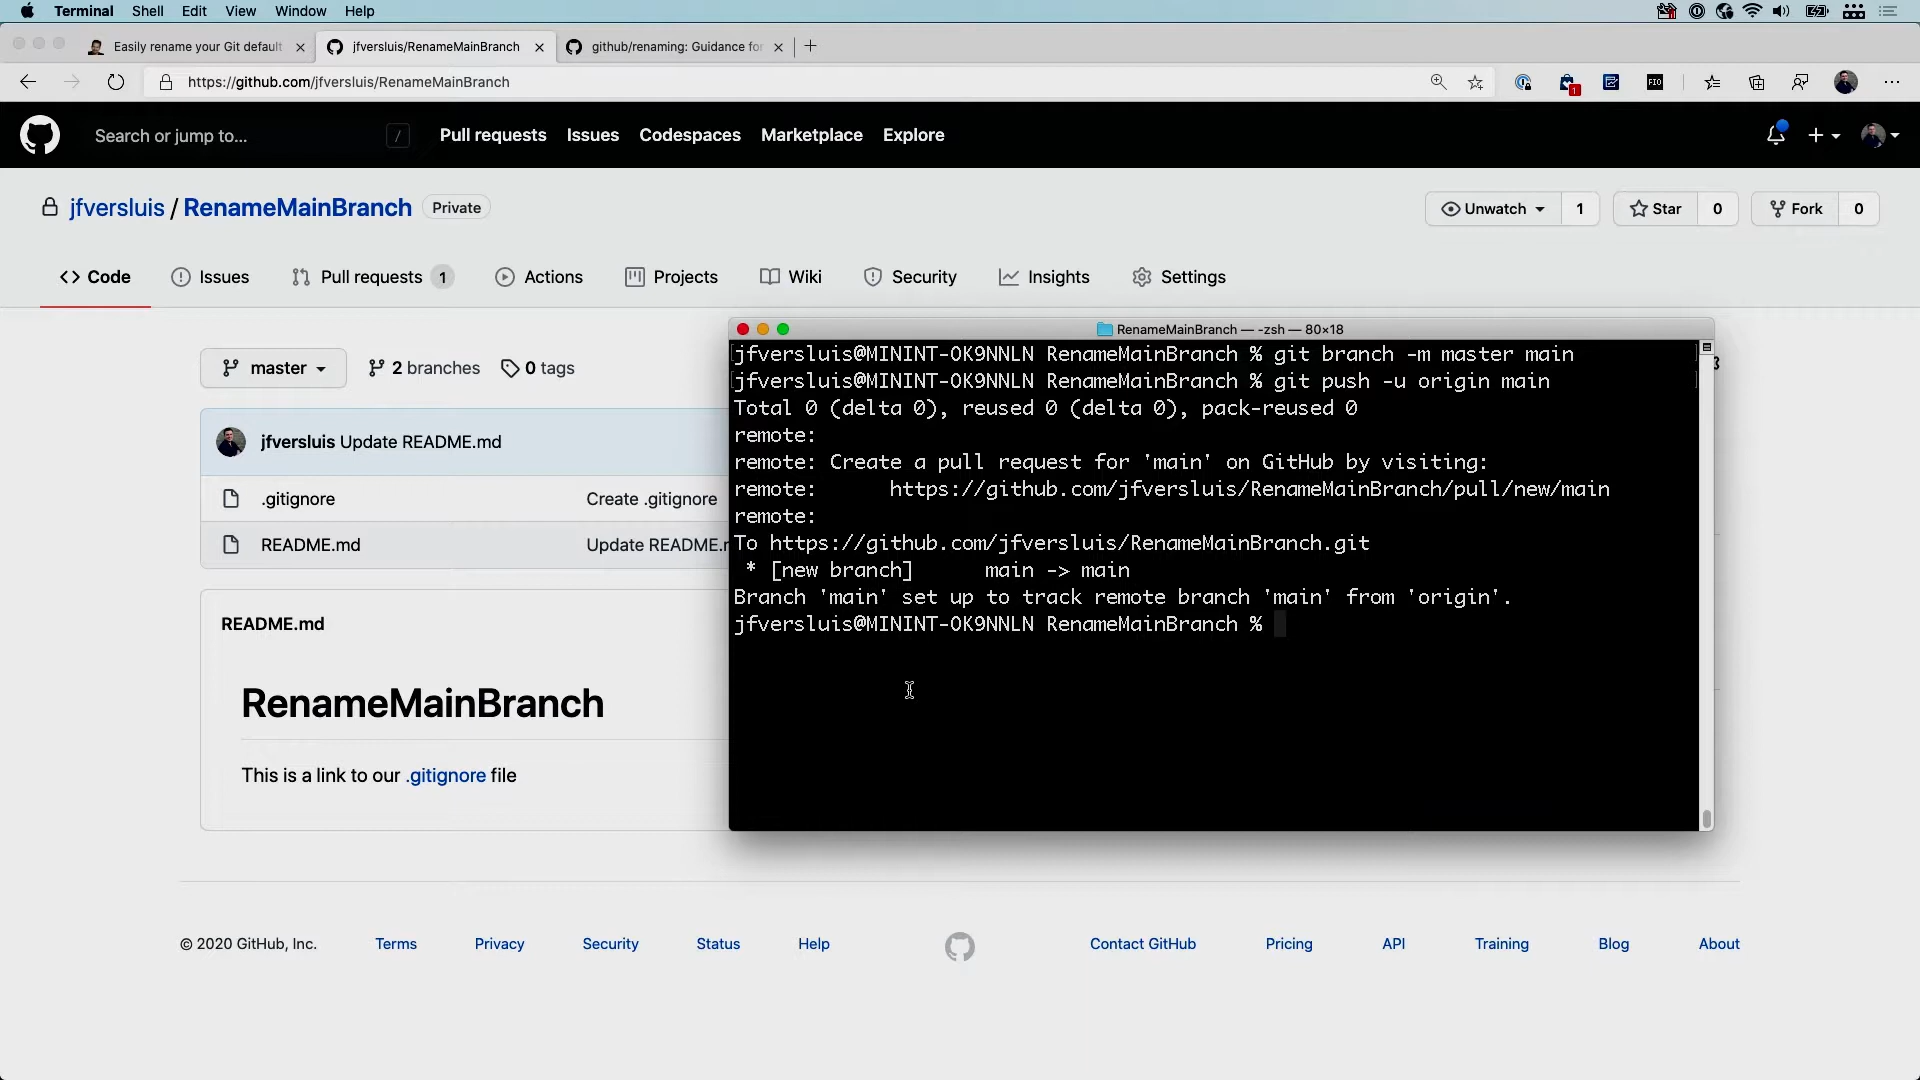 Terminal Shell Edit View Window Help
Easily rename your Git default
jfversluis/RenameMainBranch
github/renaming: Guidance for
https://github.com/jfversluis/RenameMainBranch
1
FIO
Search or jump to...
/
Pull requests Issues Codespaces Marketplace Explore
jfversluis / RenameMainBranch Private
Unwatch 1 Star 0 Fork 0
Code Issues Pull requests 1 Actions Projects Wiki Security Insights Settings
master 2 branches 0 tags
jfversluis Update README.md
.gitignore Create .gitignore
README.md Update README.
README.md
RenameMainBranch
This is a link to our .gitignore file
RenameMainBranch — -zsh — 80×18
jfversluis@MININT-OK9NNLN RenameMainBranch % git branch -m master main
jfversluis@MININT-OK9NNLN RenameMainBranch % git push -u origin main
Total 0 (delta 0), reused 0 (delta 0), pack-reused 0
remote:
remote: Create a pull request for 'main' on GitHub by visiting:
remote:      https://github.com/jfversluis/RenameMainBranch/pull/new/main
remote:
To https://github.com/jfversluis/RenameMainBranch.git
 * [new branch]      main -> main
Branch 'main' set up to track remote branch 'main' from 'origin'.
jfversluis@MININT-OK9NNLN RenameMainBranch %
© 2020 GitHub, Inc. Terms Privacy Security Status Help Contact GitHub Pricing API Training Blog About